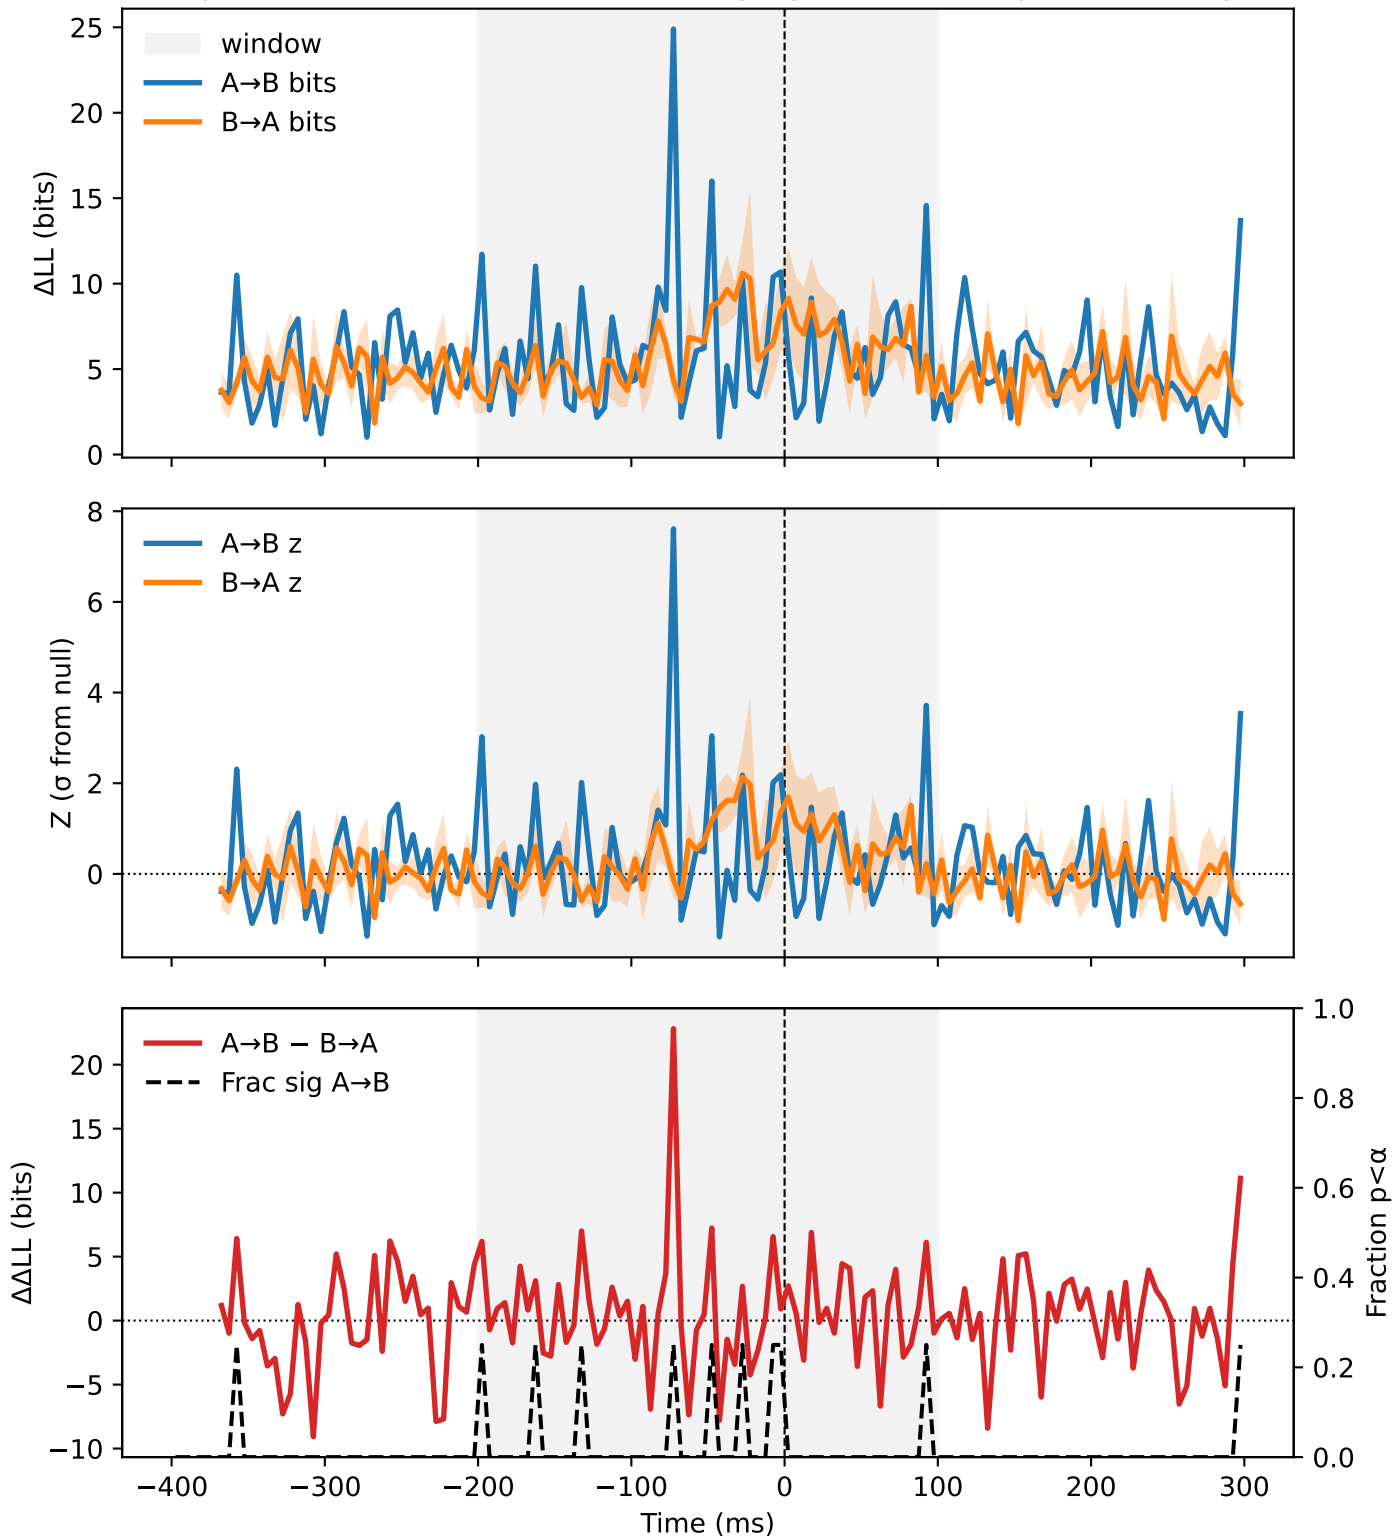 25
20
15
10
5
0
ΔLL (bits)
window
A→B bits
B→A bits
8
6
4
2
0
Z (σ from null)
A→B z
B→A z
20
15
10
5
0
−5
−10
ΔΔLL (bits)
A→B − B→A
Frac sig A→B
1.0
0.8
0.6
0.4
0.2
0.0
Fraction p<α
−400 −300 −200 −100 0 100 200 300
Time (ms)